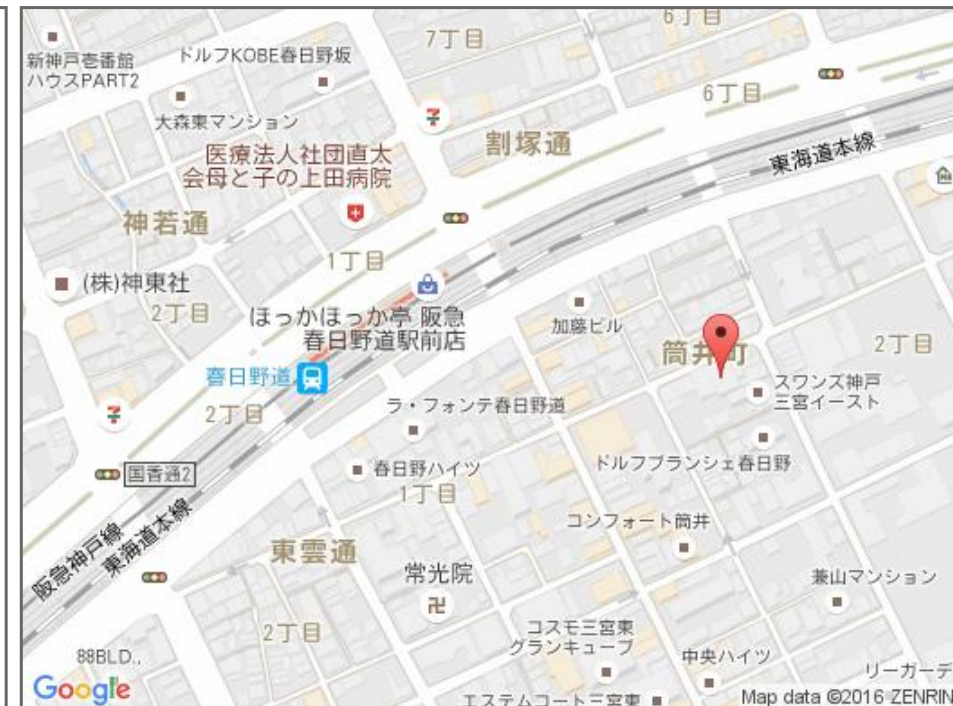 6丁目
7丁目
新神戸壱番館
ハウスPART2
ドルフKOBE春日野坂
6丁目
大森東マンション
割塚通
医療法人社団直太
会母と子の上田病院
東海道本線
神若通
1丁目
(株)神東社
2丁目
ほっかほっか亭 阪急
春日野道駅前店
加藤ビル
筒井町
2丁目
春日野道
スワンズ神戸
三宮イースト
2丁目
ラ・フォンテ春日野道
国香通2
春日野ハイツ
ドルフブランシェ春日野
1丁目
コンフォート筒井
阪急神戸線
東海道本線
東雲通
常光院
兼山マンション
2丁目
コスモ三宮東
グランキューブ
88BLD.,
中央ハイツ
リーガーデ
Google
エステムコート三宮東
Map data ©2016 ZENRIN